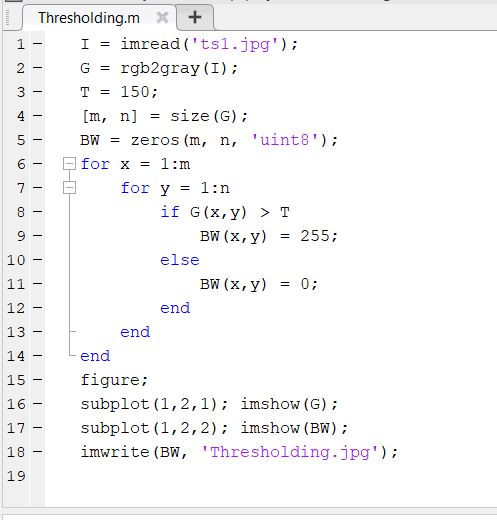 Thresholding.m × +
1 – I = imread('ts1.jpg');
2 – G = rgb2gray(I);
3 – T = 150;
4 – [m, n] = size(G);
5 – BW = zeros(m, n, 'uint8');
6 – for x = 1:m
7 – for y = 1:n
8 – if G(x,y) > T
9 – BW(x,y) = 255;
10 – else
11 – BW(x,y) = 0;
12 – end
13 – end
14 – end
15 – figure;
16 – subplot(1,2,1); imshow(G);
17 – subplot(1,2,2); imshow(BW);
18 – imwrite(BW, 'Thresholding.jpg');
19